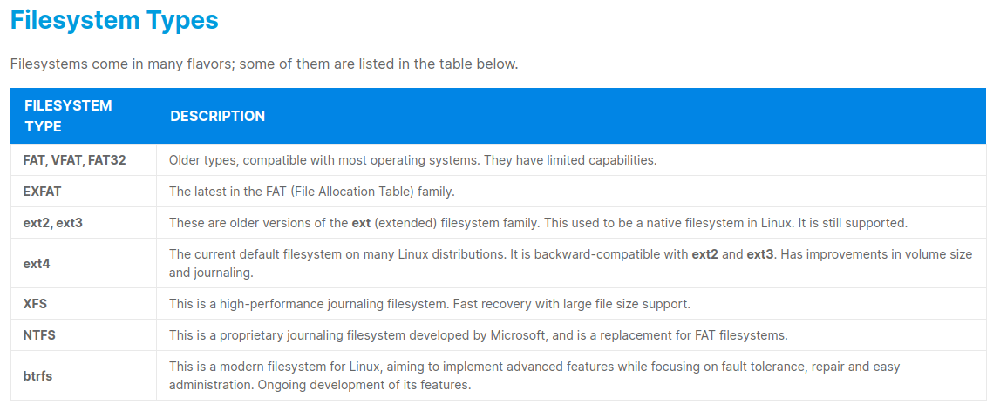 Filesystem Types
Filesystems come in many flavors; some of them are listed in the table below.
FILESYSTEM
TYPE
DESCRIPTION
FAT, VFAT, FAT32
Older types, compatible with most operating systems. They have limited capabilities.
EXFAT
The latest in the FAT (File Allocation Table) family.
ext2, ext3
These are older versions of the ext (extended) filesystem family. This used to be a native filesystem in Linux. It is still supported.
ext4
The current default filesystem on many Linux distributions. It is backward-compatible with ext2 and ext3. Has improvements in volume size
and journaling.
XFS
This is a high-performance journaling filesystem. Fast recovery with large file size support.
NTFS
This is a proprietary journaling filesystem developed by Microsoft, and is a replacement for FAT filesystems.
btrfs
This is a modern filesystem for Linux, aiming to implement advanced features while focusing on fault tolerance, repair and easy
administration. Ongoing development of its features.